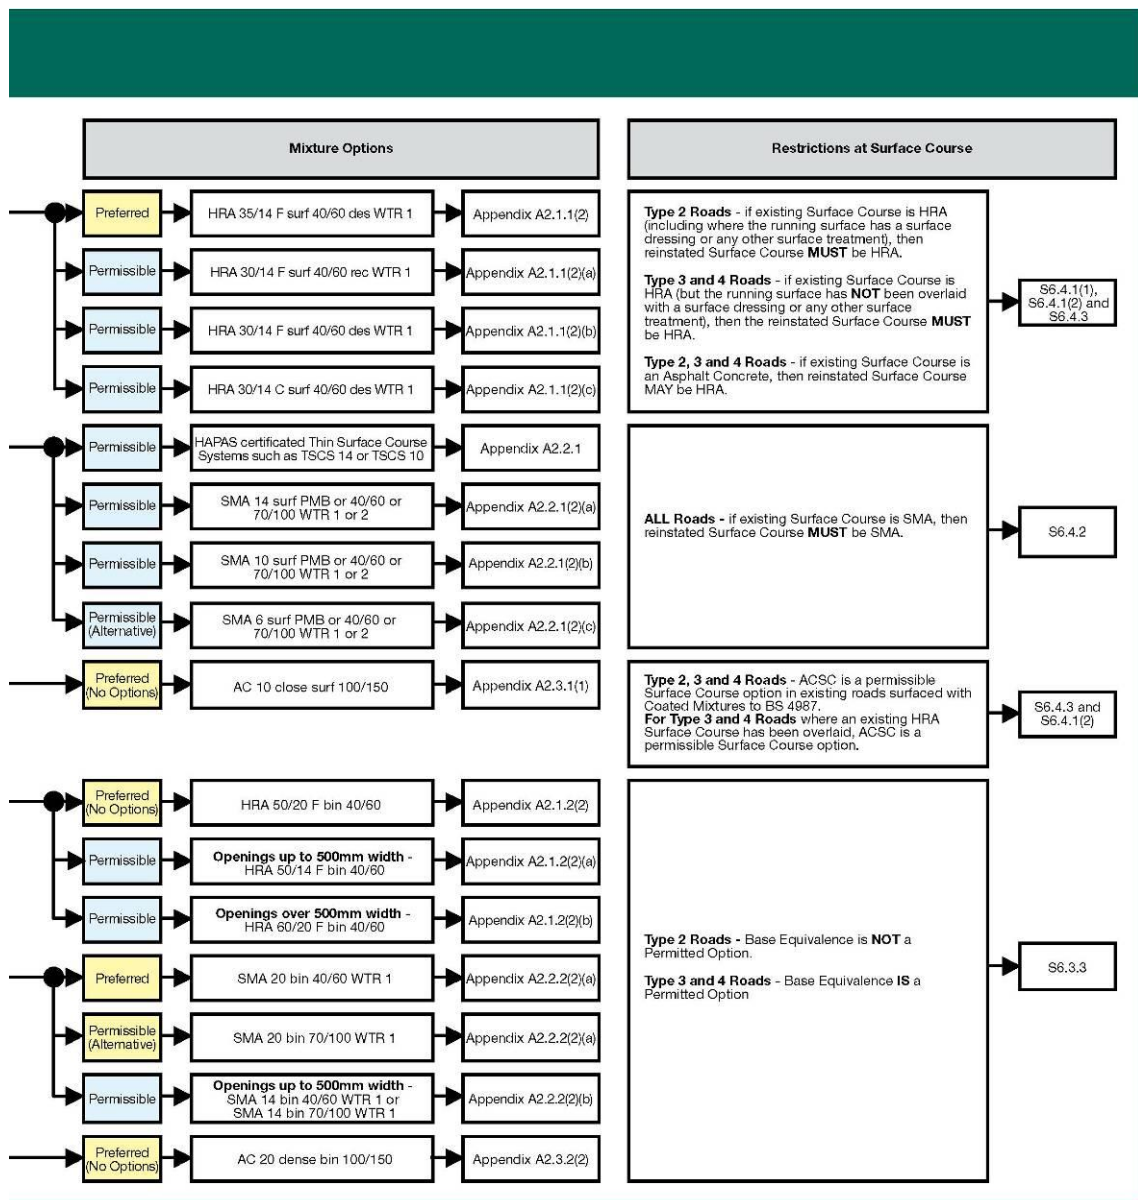 Mixture Options
Restrictions at Surface Course
Preferred
HRA 35/14 F surf 40/60 des WTR 1
Appendix A2.1.1(2)
Permissible
HRA 30/14 F surf 40/60 rec WTR 1
Appendix A2.1.1(2)(a)
Permissible
HRA 30/14 F surf 40/60 des WTR 1
Appendix A2.1.1(2)(b)
Permissible
HRA 30/14 C surf 40/60 des WTR 1
Appendix A2.1.1(2)(c)
Type 2 Roads - if existing Surface Course is HRA
(including where the running surface has a surface
dressing or any other surface treatment), then
reinstated Surface Course MUST be HRA.
Type 3 and 4 Roads - if existing Surface Course is
HRA (but the running surface has NOT been overlaid
with a surface dressing or any other surface
treatment), then the reinstated Surface Course MUST
be HRA.
Type 2, 3 and 4 Roads - if existing Surface Course is
an Asphalt Concrete, then reinstated Surface Course
MAY be HRA.
S6.4.1(1),
S6.4.1(2) and
S6.4.3
Permissible
HAPAS certificated Thin Surface Course
Systems such as TSCS 14 or TSCS 10
Appendix A2.2.1
Permissible
SMA 14 surf PMB or 40/60 or
70/100 WTR 1 or 2
Appendix A2.2.1(2)(a)
Permissible
SMA 10 surf PMB or 40/60 or
70/100 WTR 1 or 2
Appendix A2.2.1(2)(b)
Permissible
(Alternative)
SMA 6 surf PMB or 40/60 or
70/100 WTR 1 or 2
Appendix A2.2.1(2)(c)
ALL Roads - if existing Surface Course is SMA, then
reinstated Surface Course MUST be SMA.
S6.4.2
Preferred
(No Options)
AC 10 close surf 100/150
Appendix A2.3.1(1)
Type 2, 3 and 4 Roads - ACSC is a permissible
Surface Course option in existing roads surfaced with
Coated Mixtures to BS 4987.
For Type 3 and 4 Roads where an existing HRA
Surface Course has been overlaid, ACSC is a
permissible Surface Course option.
S6.4.3 and
S6.4.1(2)
Preferred
(No Options)
HRA 50/20 F bin 40/60
Appendix A2.1.2(2)
Permissible
Openings up to 500mm width -
HRA 50/14 F bin 40/60
Appendix A2.1.2(2)(a)
Permissible
Openings over 500mm width -
HRA 60/20 F bin 40/60
Appendix A2.1.2(2)(b)
Preferred
SMA 20 bin 40/60 WTR 1
Appendix A2.2.2(2)(a)
Permissible
(Alternative)
SMA 20 bin 70/100 WTR 1
Appendix A2.2.2(2)(a)
Permissible
Openings up to 500mm width -
SMA 14 bin 40/60 WTR 1 or
SMA 14 bin 70/100 WTR 1
Appendix A2.2.2(2)(b)
Preferred
(No Options)
AC 20 dense bin 100/150
Appendix A2.3.2(2)
Type 2 Roads - Base Equivalence is NOT a
Permitted Option.
Type 3 and 4 Roads - Base Equivalence IS a
Permitted Option
S6.3.3